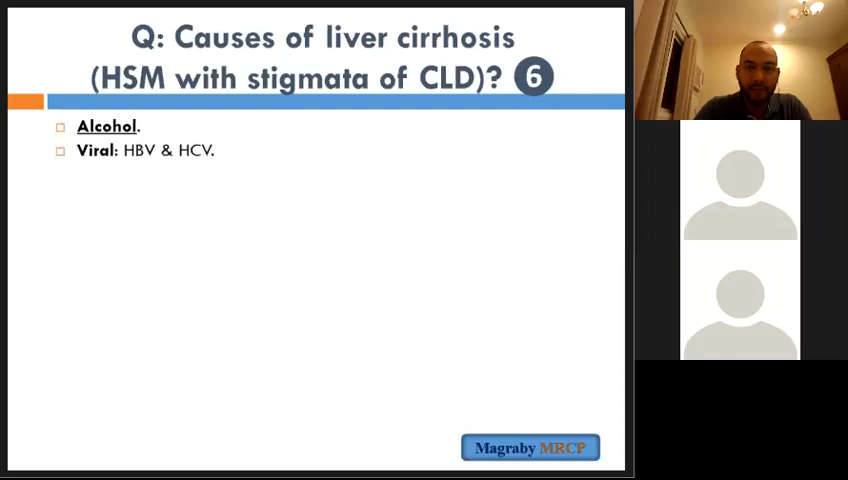 Q: Causes of liver cirrhosis
(HSM with stigmata of CLD)? 6
Alcohol.
Viral: HBV & HCV.
Magraby MRCP